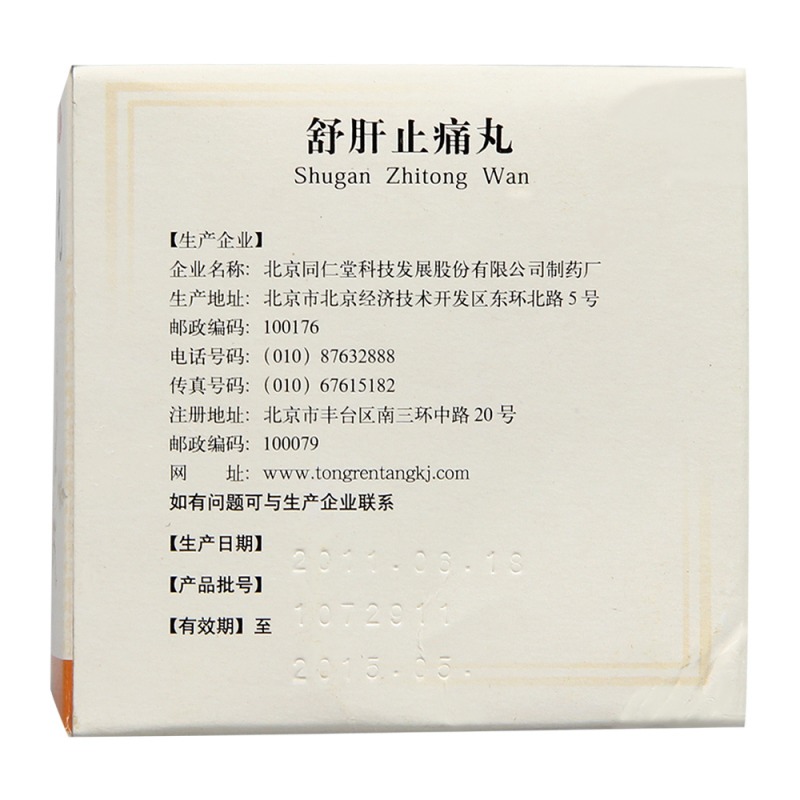 舒肝止痛丸
Shugan Zhitong Wan
【生产企业】
企业名称：北京同仁堂科技发展股份有限公司制药厂
生产地址：北京市北京经济技术开发区东环北路5号
邮政编码：100176
电话号码：（010）87632888
传真号码：（010）67615182
注册地址：北京市丰台区南三环中路20号
邮政编码：100079
网　　址：www.tongrentangkj.com
如有问题可与生产企业联系
【生产日期】 2011.06.18
【产品批号】 1072911
【有效期】至 2015.05.